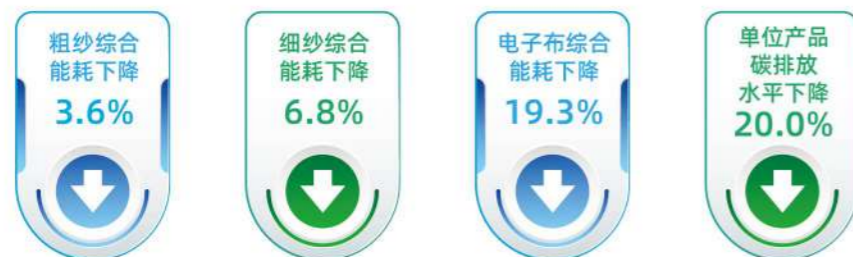 粗纱综合
能耗下降
3.6%
细纱综合
能耗下降
6.8%
电子布综合
能耗下降
19.3%
单位产品
碳排放
水平下降
20.0%